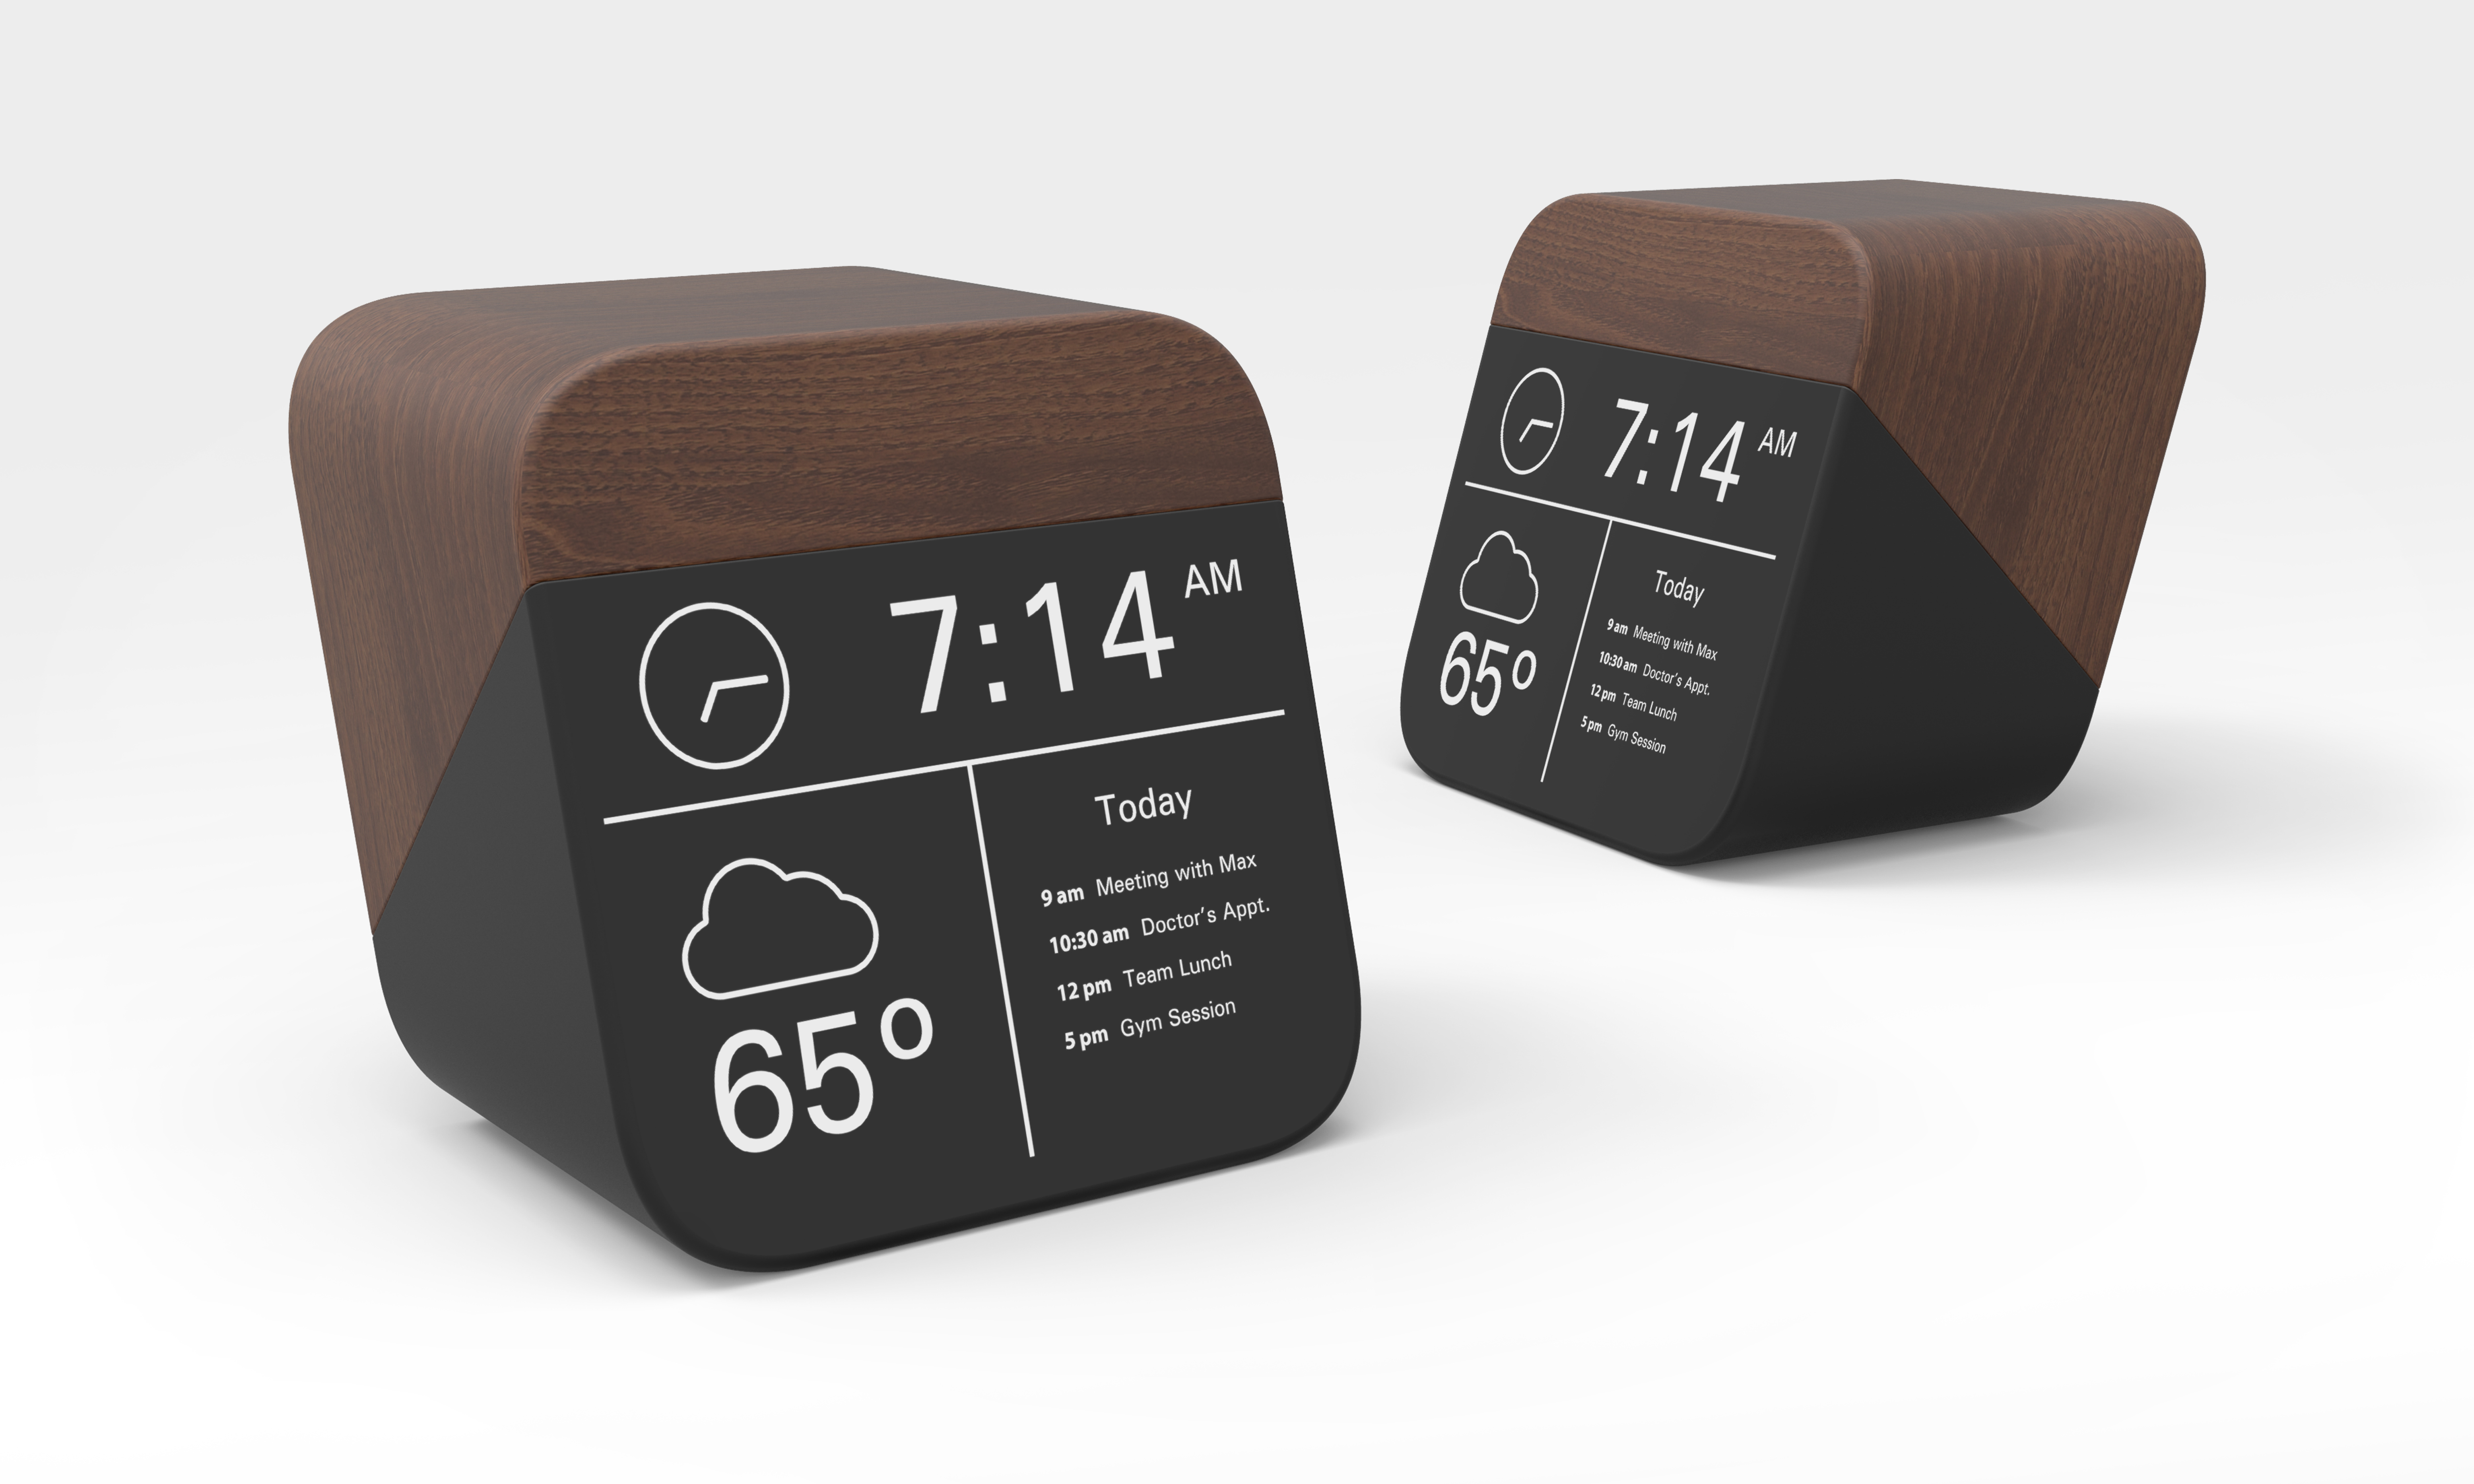 7:14 AM
65º
Today
9 am Meeting with Max
10:30 am Doctor's Appt.
12 pm Team Lunch
5 pm Gym Session
7:14 AM
65º
Today
9 am Meeting with Max
10:30 am Doctor's Appt.
12 pm Team Lunch
5 pm Gym Session